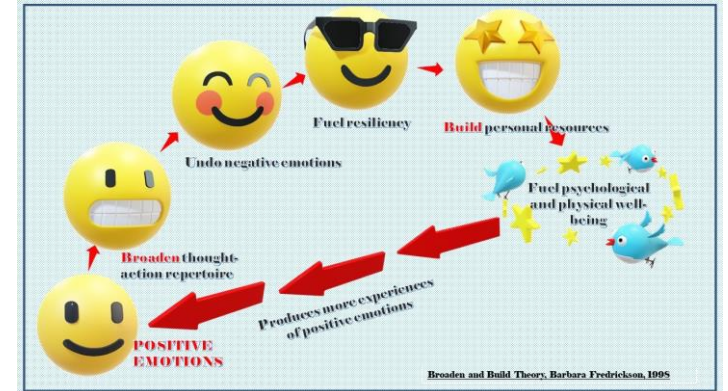 Fuel resiliency
Build personal resources
Undo negative emotions
Fuel psychological
and physical well-
being
Broaden thought-
action repertoire
Produces more experiences
of positive emotions
POSITIVE
EMOTIONS
Broaden and Build Theory, Barbara Fredrickson, 1998